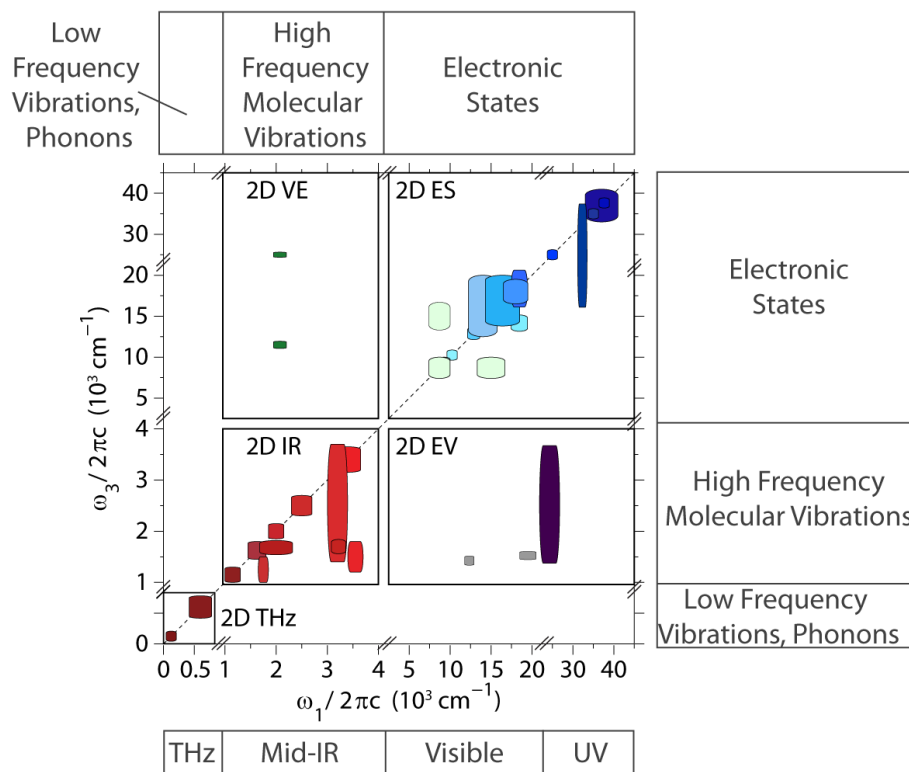 Low
Frequency
Vibrations,
Phonons
High
Frequency
Molecular
Vibrations
Electronic
States
2D VE
2D ES
2D IR
2D EV
2D THz
40
30
20
15
10
5
4
3
2
1
0
ω3/ 2πc (10³ cm⁻¹)
0 0.5 1 2 3 4 5 10 15 20 30 40
ω1/ 2πc (10³ cm⁻¹)
Electronic
States
High Frequency
Molecular Vibrations
Low Frequency
Vibrations, Phonons
THz
Mid-IR
Visible
UV